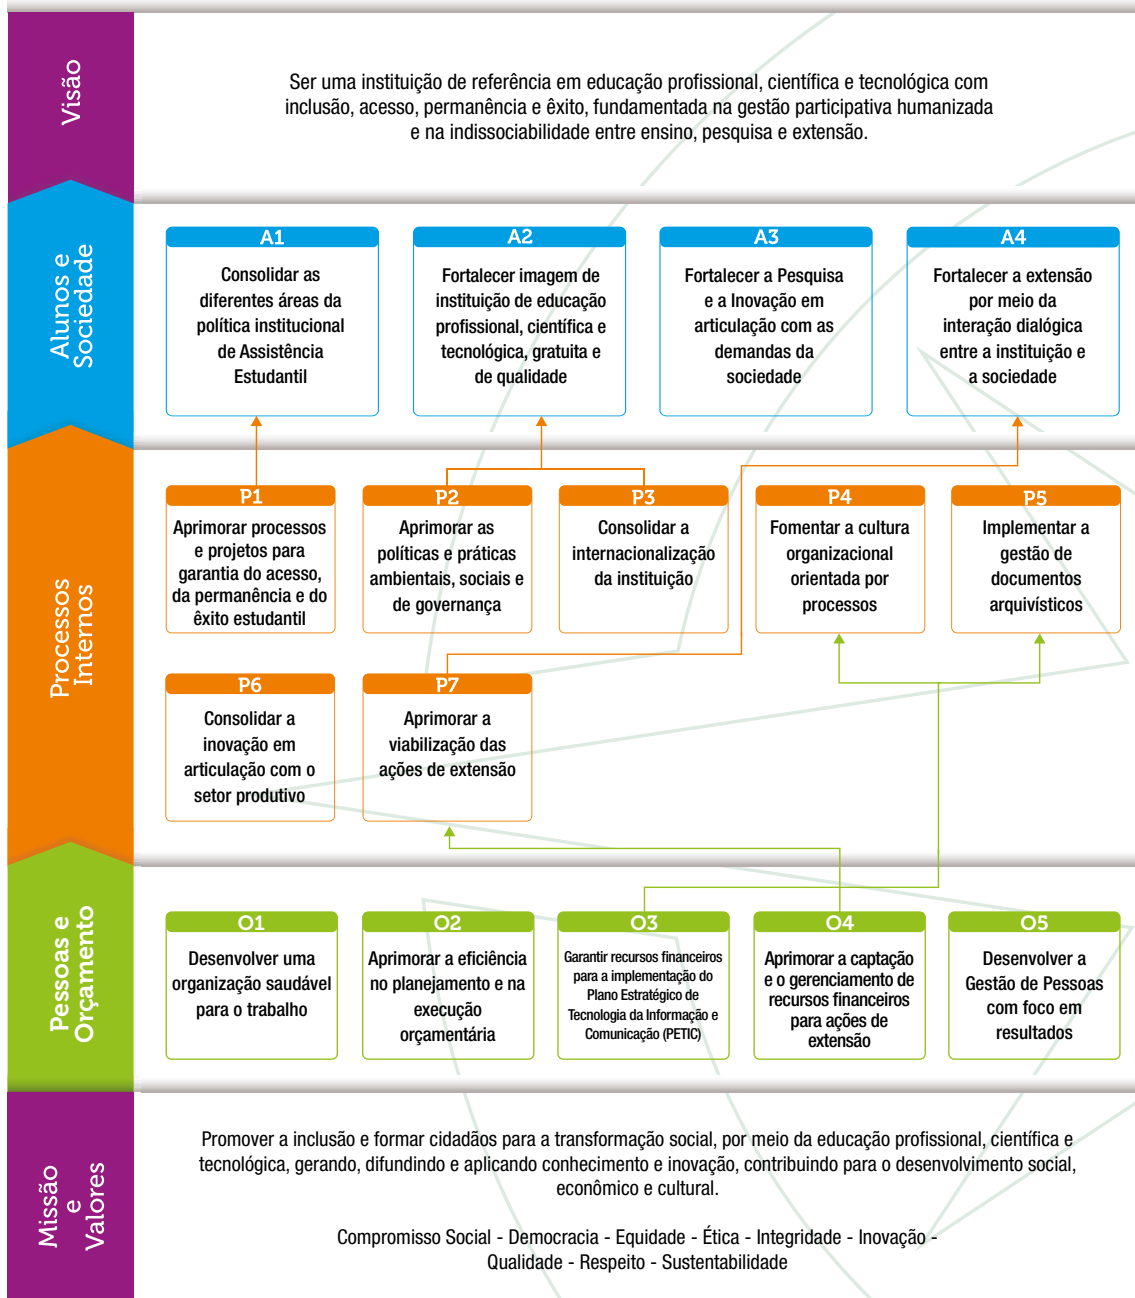 Visão
Ser uma instituição de referência em educação profissional, científica e tecnológica com
inclusão, acesso, permanência e êxito, fundamentada na gestão participativa humanizada
e na indissociabilidade entre ensino, pesquisa e extensão.
Alunos e
Sociedade
A1
Consolidar as
diferentes áreas da
política institucional
de Assistência
Estudantil
A2
Fortalecer imagem de
instituição de educação
profissional, científica e
tecnológica, gratuita e
de qualidade
A3
Fortalecer a Pesquisa
e a Inovação em
articulação com as
demandas da
sociedade
A4
Fortalecer a extensão
por meio da
interação dialógica
entre a instituição e
a sociedade
Processos
Internos
P1
Aprimorar processos
e projetos para
garantia do acesso,
da permanência e do
êxito estudantil
P2
Aprimorar as
políticas e práticas
ambientais, sociais e
de governança
P3
Consolidar a
internacionalização
da instituição
P4
Fomentar a cultura
organizacional
orientada por
processos
P5
Implementar a
gestão de
documentos
arquivísticos
P6
Consolidar a
inovação em
articulação com o
setor produtivo
P7
Aprimorar a
viabilização das
ações de extensão
Pessoas e
Orçamento
O1
Desenvolver uma
organização saudável
para o trabalho
O2
Aprimorar a eficiência
no planejamento e na
execução
orçamentária
O3
Garantir recursos financeiros
para a implementação do
Plano Estratégico de
Tecnologia da Informação e
Comunicação (PETIC)
O4
Aprimorar a captação
e o gerenciamento de
recursos financeiros
para ações de
extensão
O5
Desenvolver a
Gestão de Pessoas
com foco em
resultados
Missão
e
Valores
Promover a inclusão e formar cidadãos para a transformação social, por meio da educação profissional, científica e
tecnológica, gerando, difundindo e aplicando conhecimento e inovação, contribuindo para o desenvolvimento social,
econômico e cultural.
Compromisso Social - Democracia - Equidade - Ética - Integridade - Inovação -
Qualidade - Respeito - Sustentabilidade